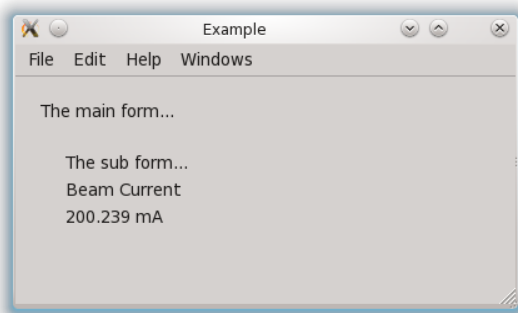 Example
File Edit Help Windows
The main form...
The sub form...
Beam Current
200.239 mA